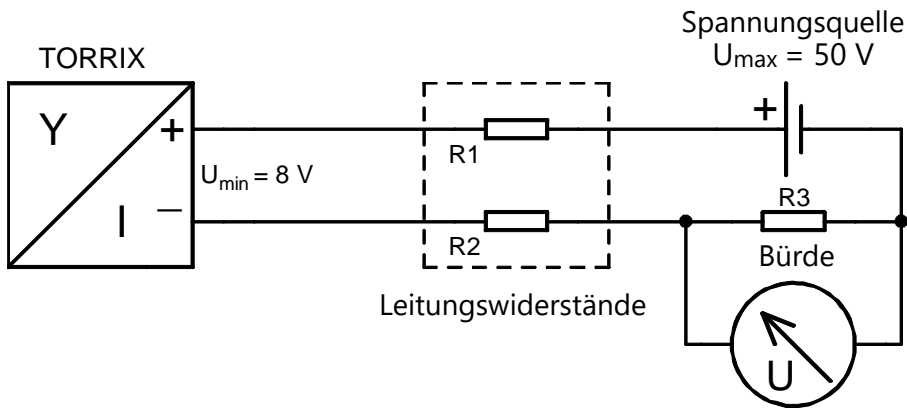 Spannungsquelle
Umax = 50 V
TORRIX
Y
+
+
R1
Umin = 8 V
I
–
R2
R3
Bürde
Leitungswiderstände
U